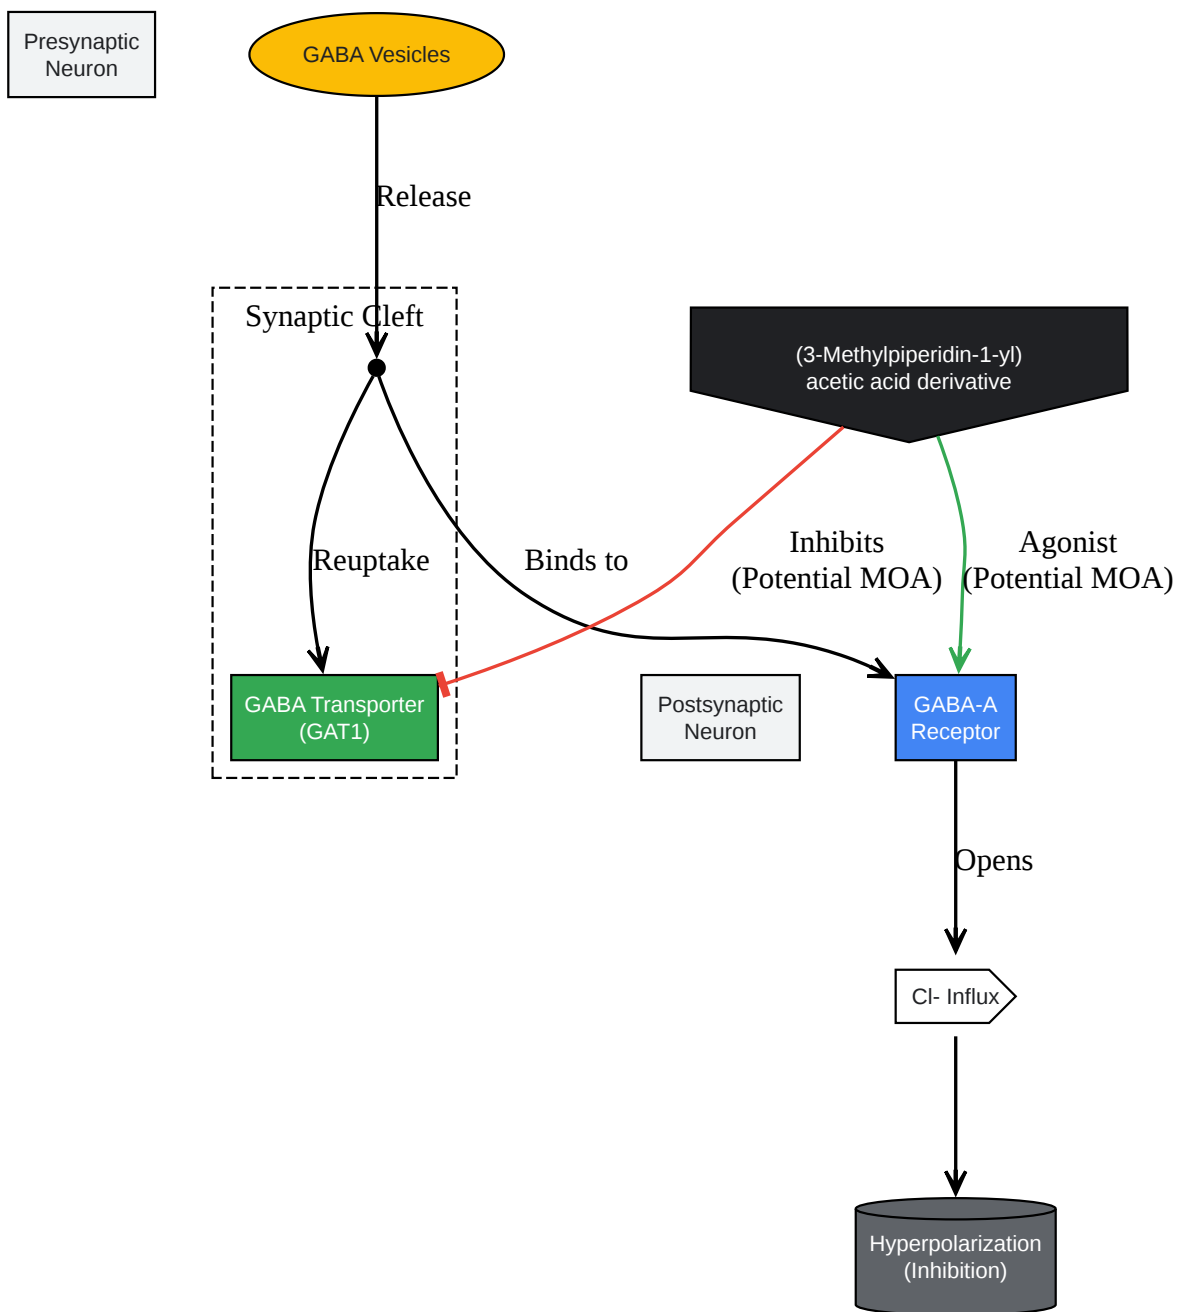 Presynaptic
Neuron
GABA Vesicles
Release
Synaptic Cleft
(3-Methylpiperidin-1-yl)
acetic acid derivative
Reuptake
Binds to
Inhibits
(Potential MOA)
Agonist
(Potential MOA)
GABA Transporter
(GAT1)
Postsynaptic
Neuron
GABA-A
Receptor
Opens
Cl- Influx
Hyperpolarization
(Inhibition)